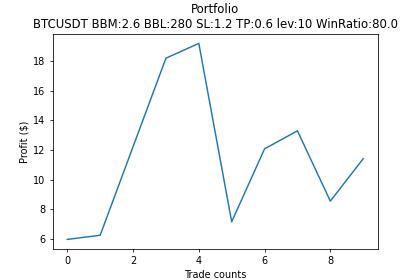 Portfolio
BTCUSDT BBM:2.6 BBL:280 SL:1.2 TP:0.6 lev:10 WinRatio:80.0
18
16
14
12
10
8
6
Profit ($)
0 2 4 6 8
Trade counts